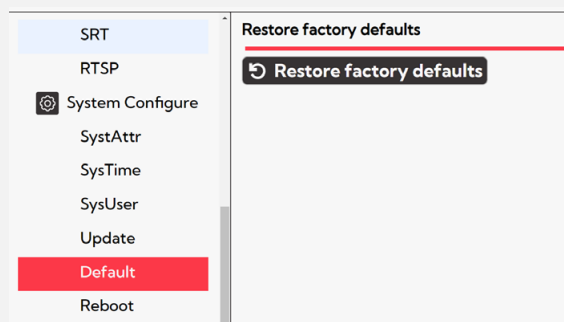 SRT
RTSP
System Configure
SystAttr
SysTime
SysUser
Update
Default
Reboot
Restore factory defaults
Restore factory defaults